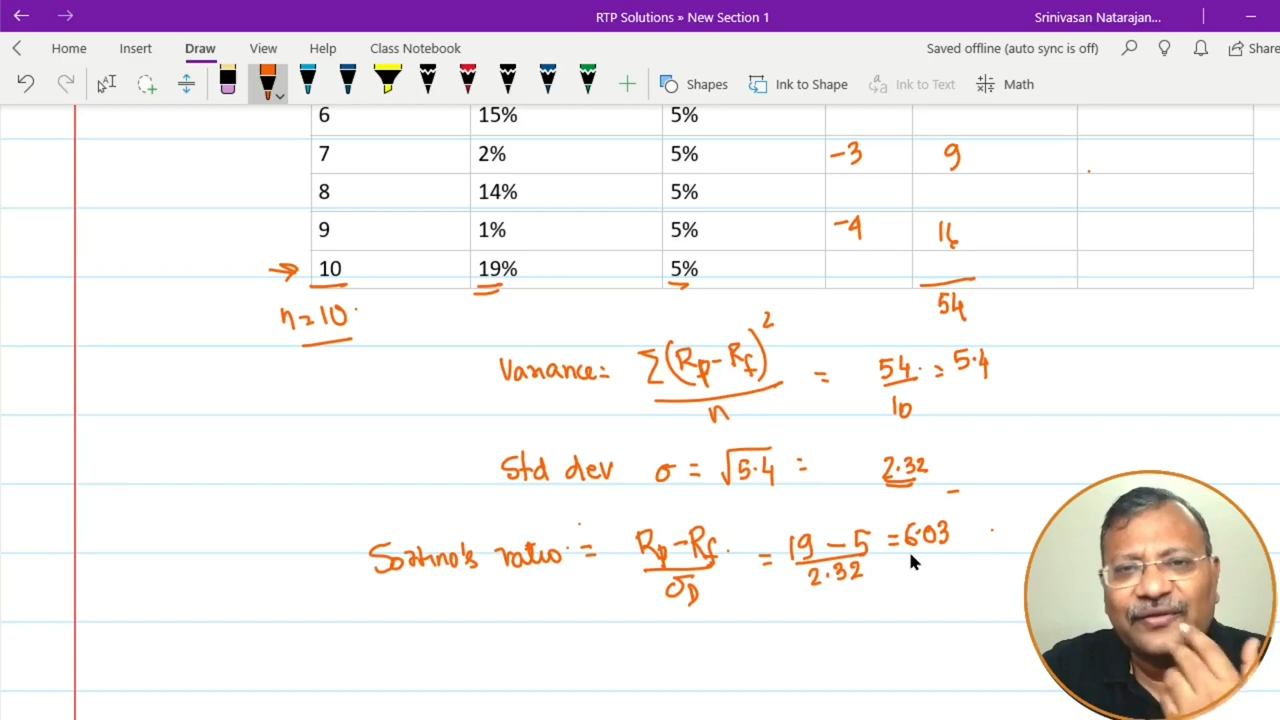 RTP Solutions » New Section 1 Srinivasan Natarajan...
Home Insert Draw View Help Class Notebook Saved offline (auto sync is off) Share
Shapes Ink to Shape Ink to Text Math
6 15% 5%
7 2% 5% -3 9
8 14% 5%
9 1% 5% -4 16
10 19% 5%
54
n=10
Variance= Σ(Rp-Rf)² / n = 54/10 = 5.4
Std dev σ = √5.4 = 2.32
Sortino's ratio = Rp-Rf / σD = 19-5 / 2.32 = 6.03